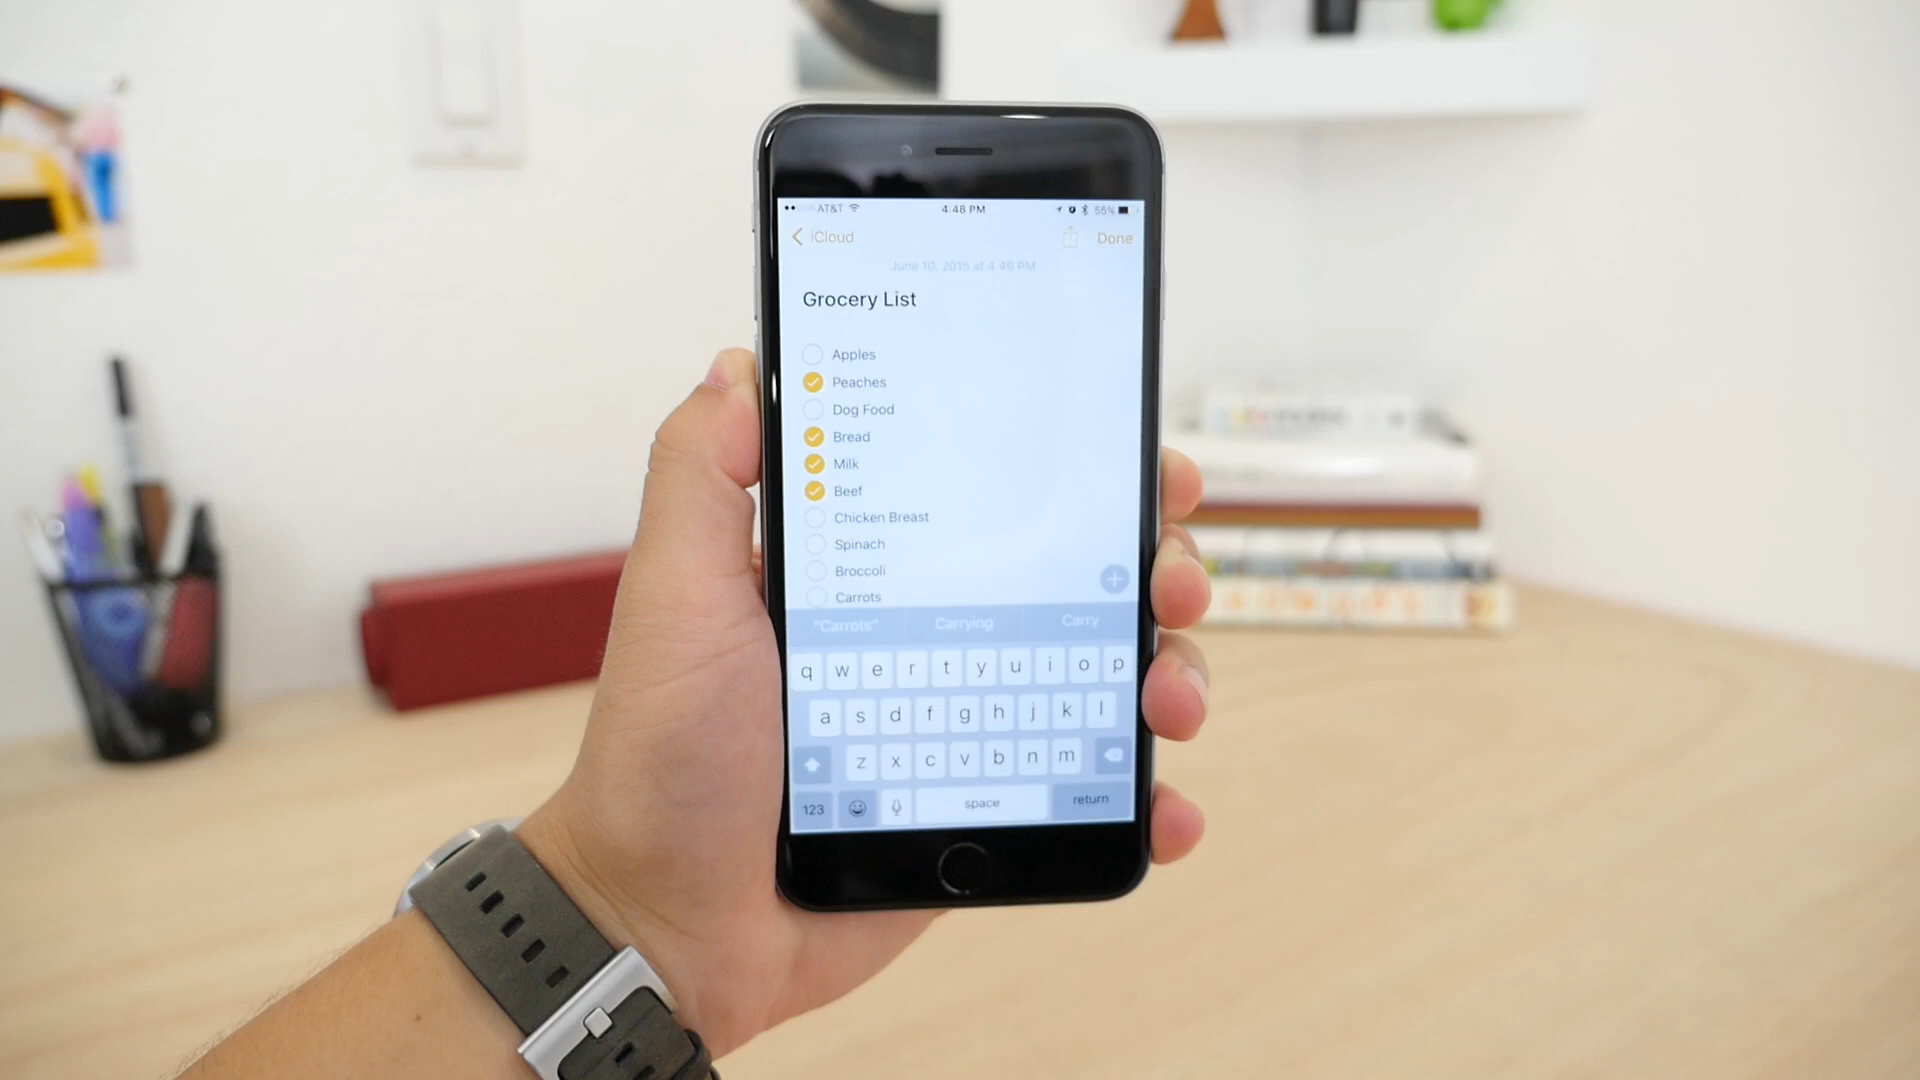 AT&T 4:48 PM 55%
iCloud Done
June 10, 2015 at 4:46 PM
Grocery List
Apples
Peaches
Dog Food
Bread
Milk
Beef
Chicken Breast
Spinach
Broccoli
Carrots
"Carrots" Carrying Carry
q w e r t y u i o p
a s d f g h j k l
z x c v b n m
123 space return